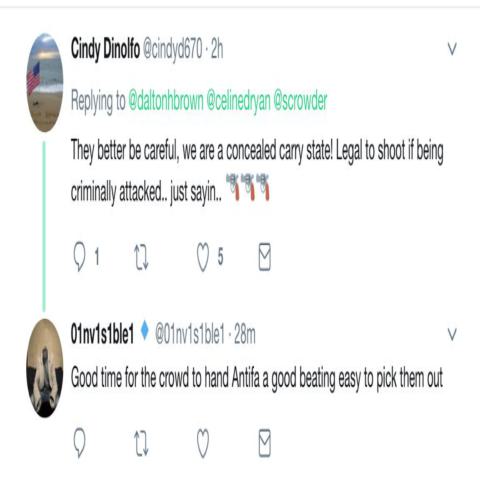 Cindy Dinolfo @cindyd670 · 2h
Replying to @daltonhbrown @celinedryan @scrowder
They better be careful, we are a concealed carry state! Legal to shoot if being
criminally attacked.. just sayin.. 🔫🔫🔫
1 5
01nv1s1ble1 🔹 @01nv1s1ble1 · 28m
Good time for the crowd to hand Antifa a good beating easy to pick them out